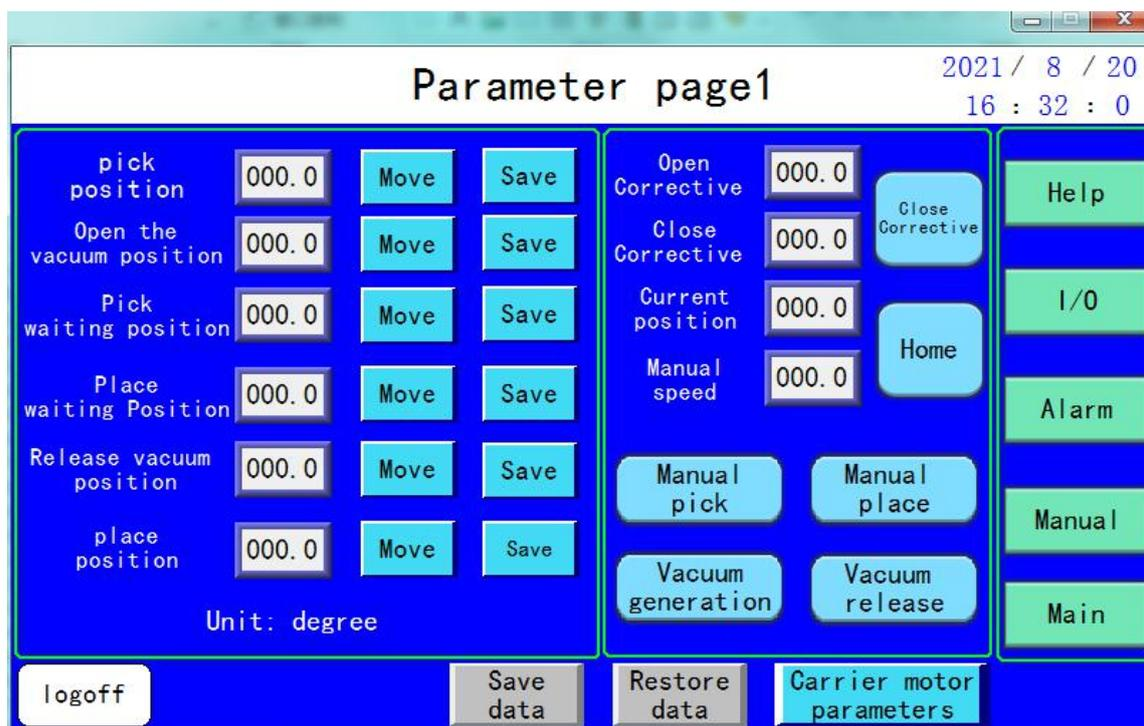 Parameter page1
2021 / 8 / 20
16 : 32 : 0
pick
position
000.0
Move
Save
Open the
vacuum position
000.0
Move
Save
Pick
waiting position
000.0
Move
Save
Place
waiting Position
000.0
Move
Save
Release vacuum
position
000.0
Move
Save
place
position
000.0
Move
Save
Unit: degree
Open
Corrective
000.0
Close
Corrective
000.0
Current
position
000.0
Manual
speed
000.0
Close
Corrective
Home
Manual
pick
Manual
place
Vacuum
generation
Vacuum
release
Help
I/O
Alarm
Manual
Main
logoff
Save
data
Restore
data
Carrier motor
parameters